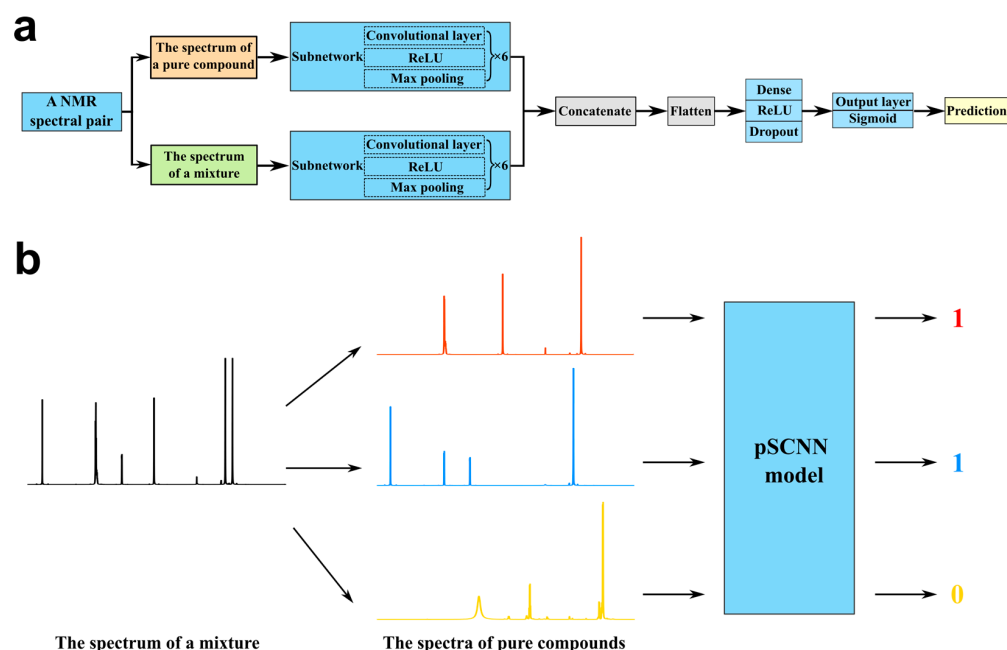 a
A NMR
spectral pair
The spectrum of
a pure compound
Subnetwork
Convolutional layer
ReLU
Max pooling
×6
The spectrum
of a mixture
Subnetwork
Convolutional layer
ReLU
Max pooling
×6
Concatenate
Flatten
Dense
ReLU
Dropout
Output layer
Sigmoid
Prediction
b
pSCNN
model
1
1
0
The spectrum of a mixture
The spectra of pure compounds